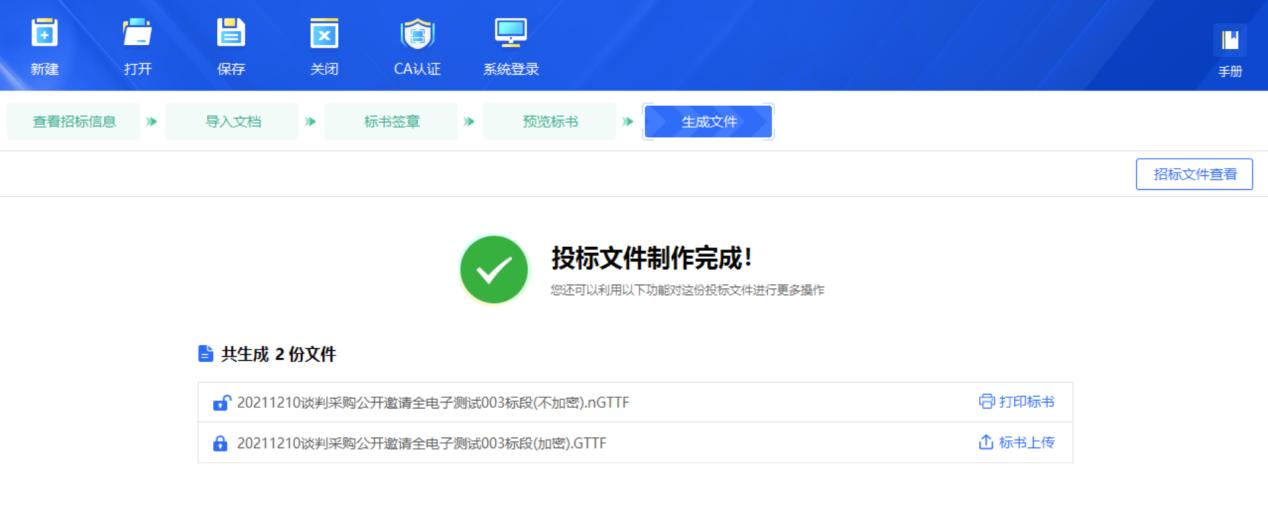 新建 打开 保存 关闭 CA认证 系统登录 手册
查看招标信息 导入文档 标书签章 预览标书 生成文件
招标文件查看
投标文件制作完成！
您还可以利用以下功能对这份投标文件进行更多操作
共生成 2 份文件
20211210谈判采购公开邀请全电子测试003标段(不加密).nGTTF 打印标书
20211210谈判采购公开邀请全电子测试003标段(加密).GTTF 标书上传